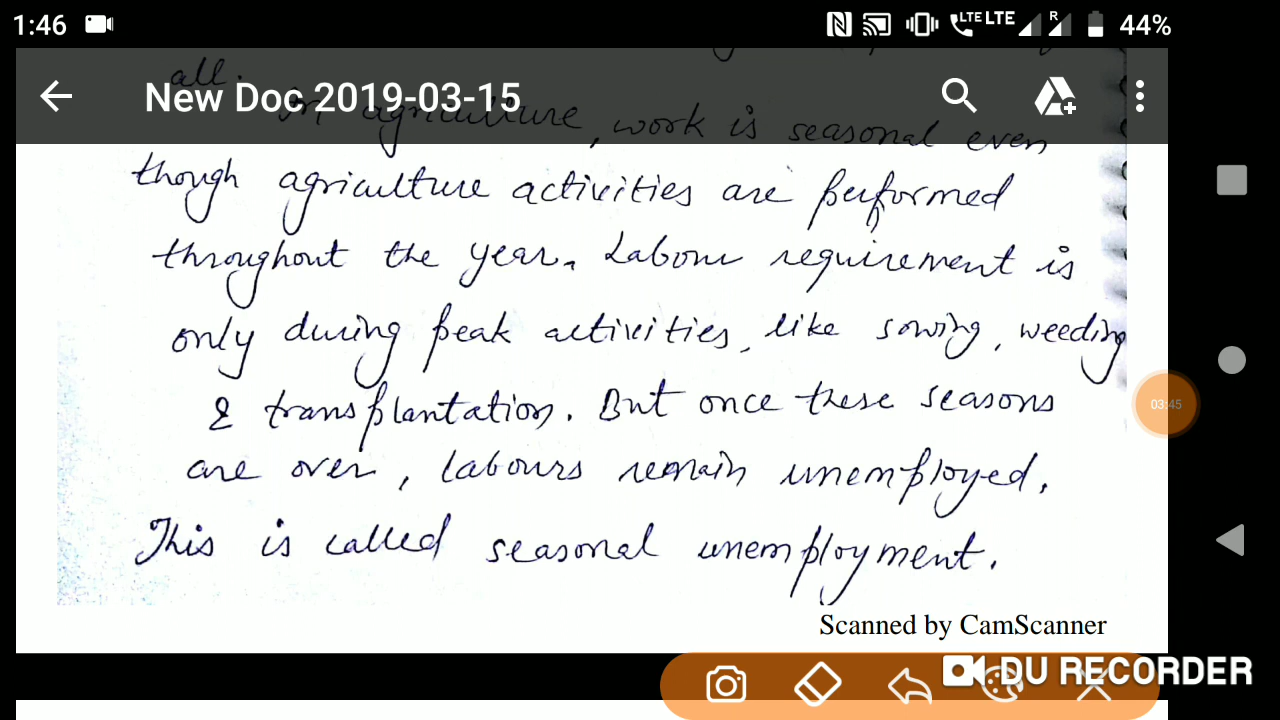 1:46 LTE LTE R 44%
all.
New Doc 2019-03-15
In agriculture, work is seasonal even
though agriculture activities are performed
throughout the year. Labour requirement is
only during peak activities, like sowing, weeding
03:45
& transplantation. But once these seasons
are over, labours remain unemployed.
This is called seasonal unemployment.
Scanned by CamScanner
DU RECORDER